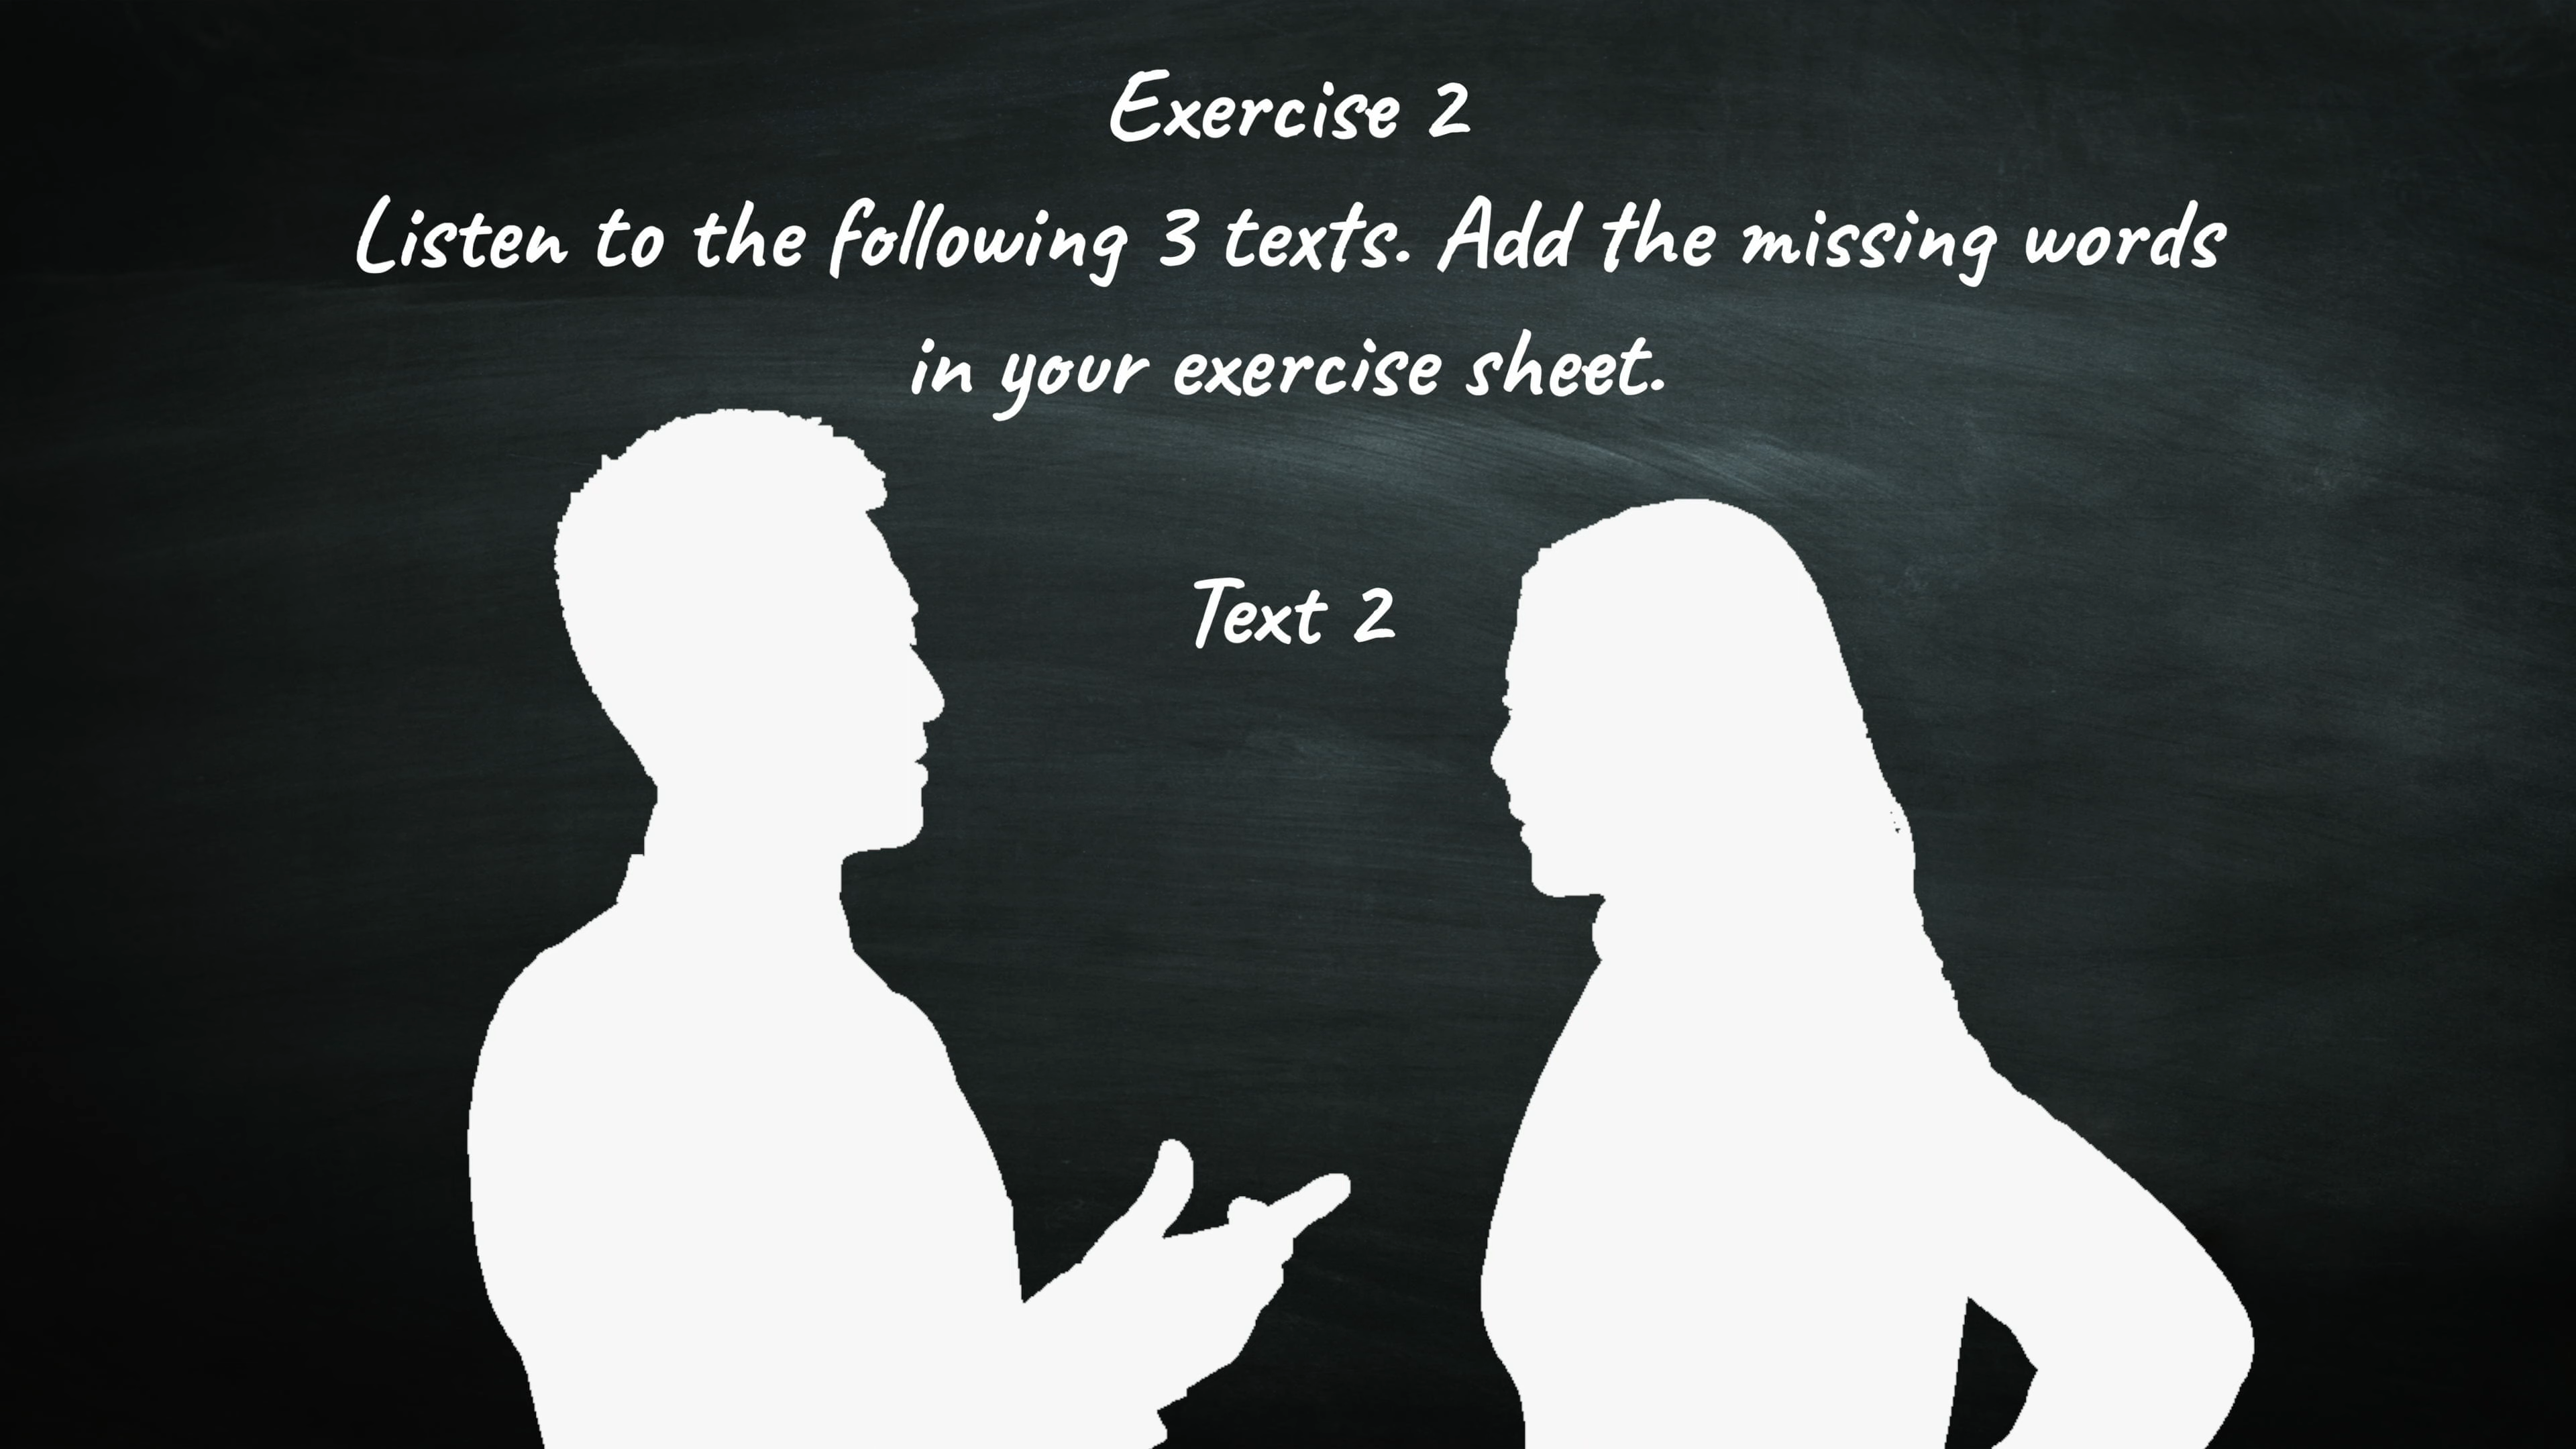 Exercise 2
Listen to the following 3 texts. Add the missing words
in your exercise sheet.
Text 2